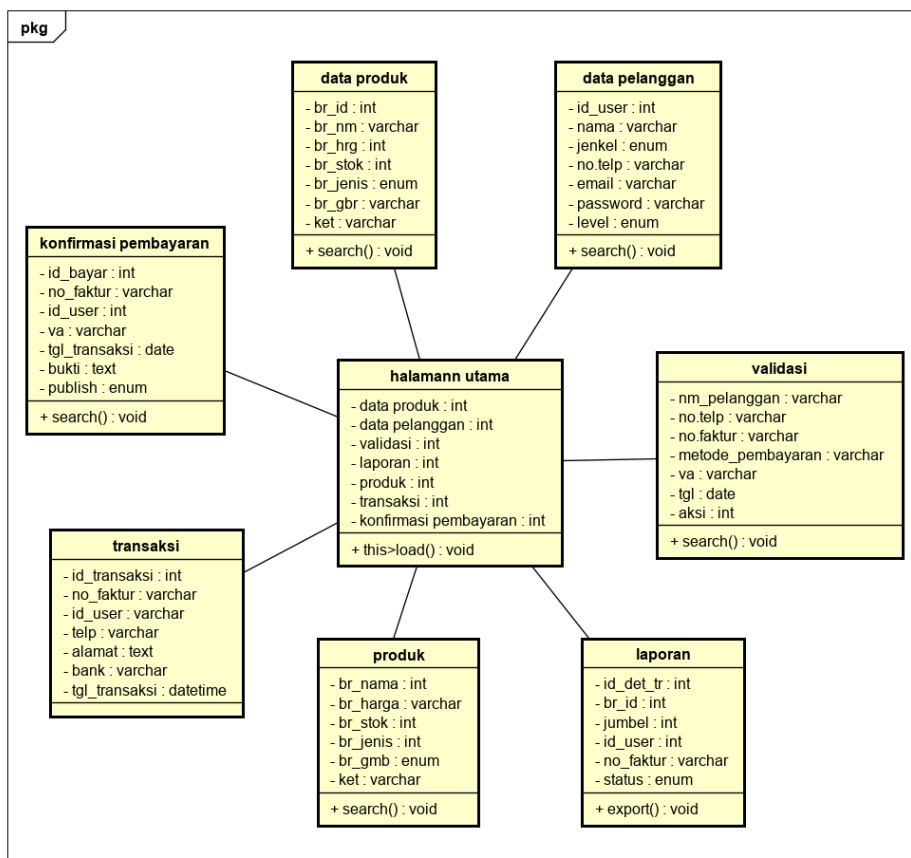 pkg
data produk
- br_id : int
- br_nm : varchar
- br_hrg : int
- br_stok : int
- br_jenis : enum
- br_gbr : varchar
- ket : varchar
+ search() : void
data pelanggan
- id_user : int
- nama : varchar
- jenkel : enum
- no.telp : varchar
- email : varchar
- password : varchar
- level : enum
+ search() : void
konfirmasi pembayaran
- id_bayar : int
- no_faktur : varchar
- id_user : int
- va : varchar
- tgl_transaksi : date
- bukti : text
- publish : enum
+ search() : void
halamann utama
- data produk : int
- data pelanggan : int
- validasi : int
- laporan : int
- produk : int
- transaksi : int
- konfirmasi pembayaran : int
+ this>load() : void
validasi
- nm_pelanggan : varchar
- no.telp : varchar
- no.faktur : varchar
- metode_pembayaran : varchar
- va : varchar
- tgl : date
- aksi : int
+ search() : void
transaksi
- id_transaksi : int
- no_faktur : varchar
- id_user : varchar
- telp : varchar
- alamat : text
- bank : varchar
- tgl_transaksi : datetime
produk
- br_nama : int
- br_harga : varchar
- br_stok : int
- br_jenis : int
- br_gmb : enum
- ket : varchar
+ search() : void
laporan
- id_det_tr : int
- br_id : int
- jumbel : int
- id_user : int
- no_faktur : varchar
- status : enum
+ export() : void